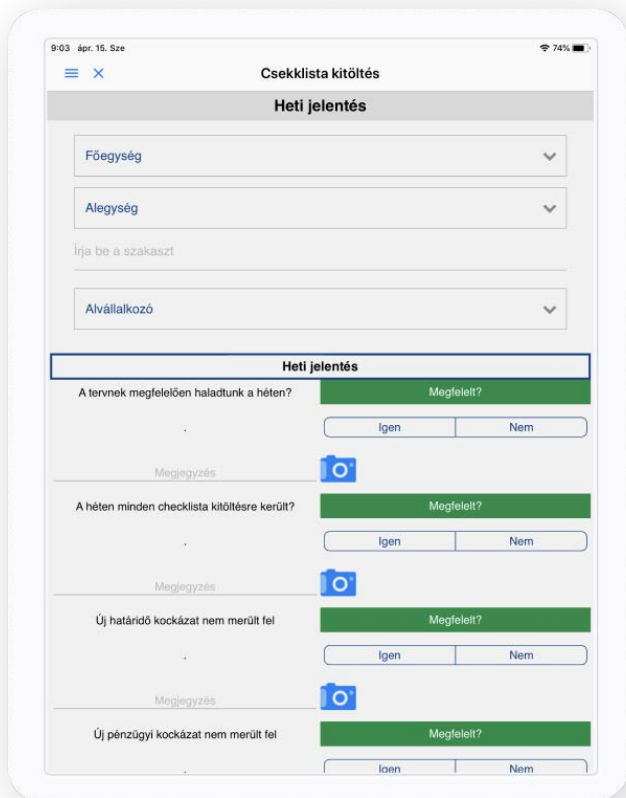 9:03 ápr. 15. Sze 74%
Csekklista kitöltés
Heti jelentés
Főegység
Alegység
Írja be a szakaszt
Alvállalkozó
Heti jelentés
A tervnek megfelelően haladtunk a héten? Megfelelt?
. Igen Nem
Megjegyzés
A héten minden checklista kitöltésre került? Megfelelt?
. Igen Nem
Megjegyzés
Új határidő kockázat nem merült fel Megfelelt?
. Igen Nem
Megjegyzés
Új pénzügyi kockázat nem merült fel Megfelelt?
. Igen Nem